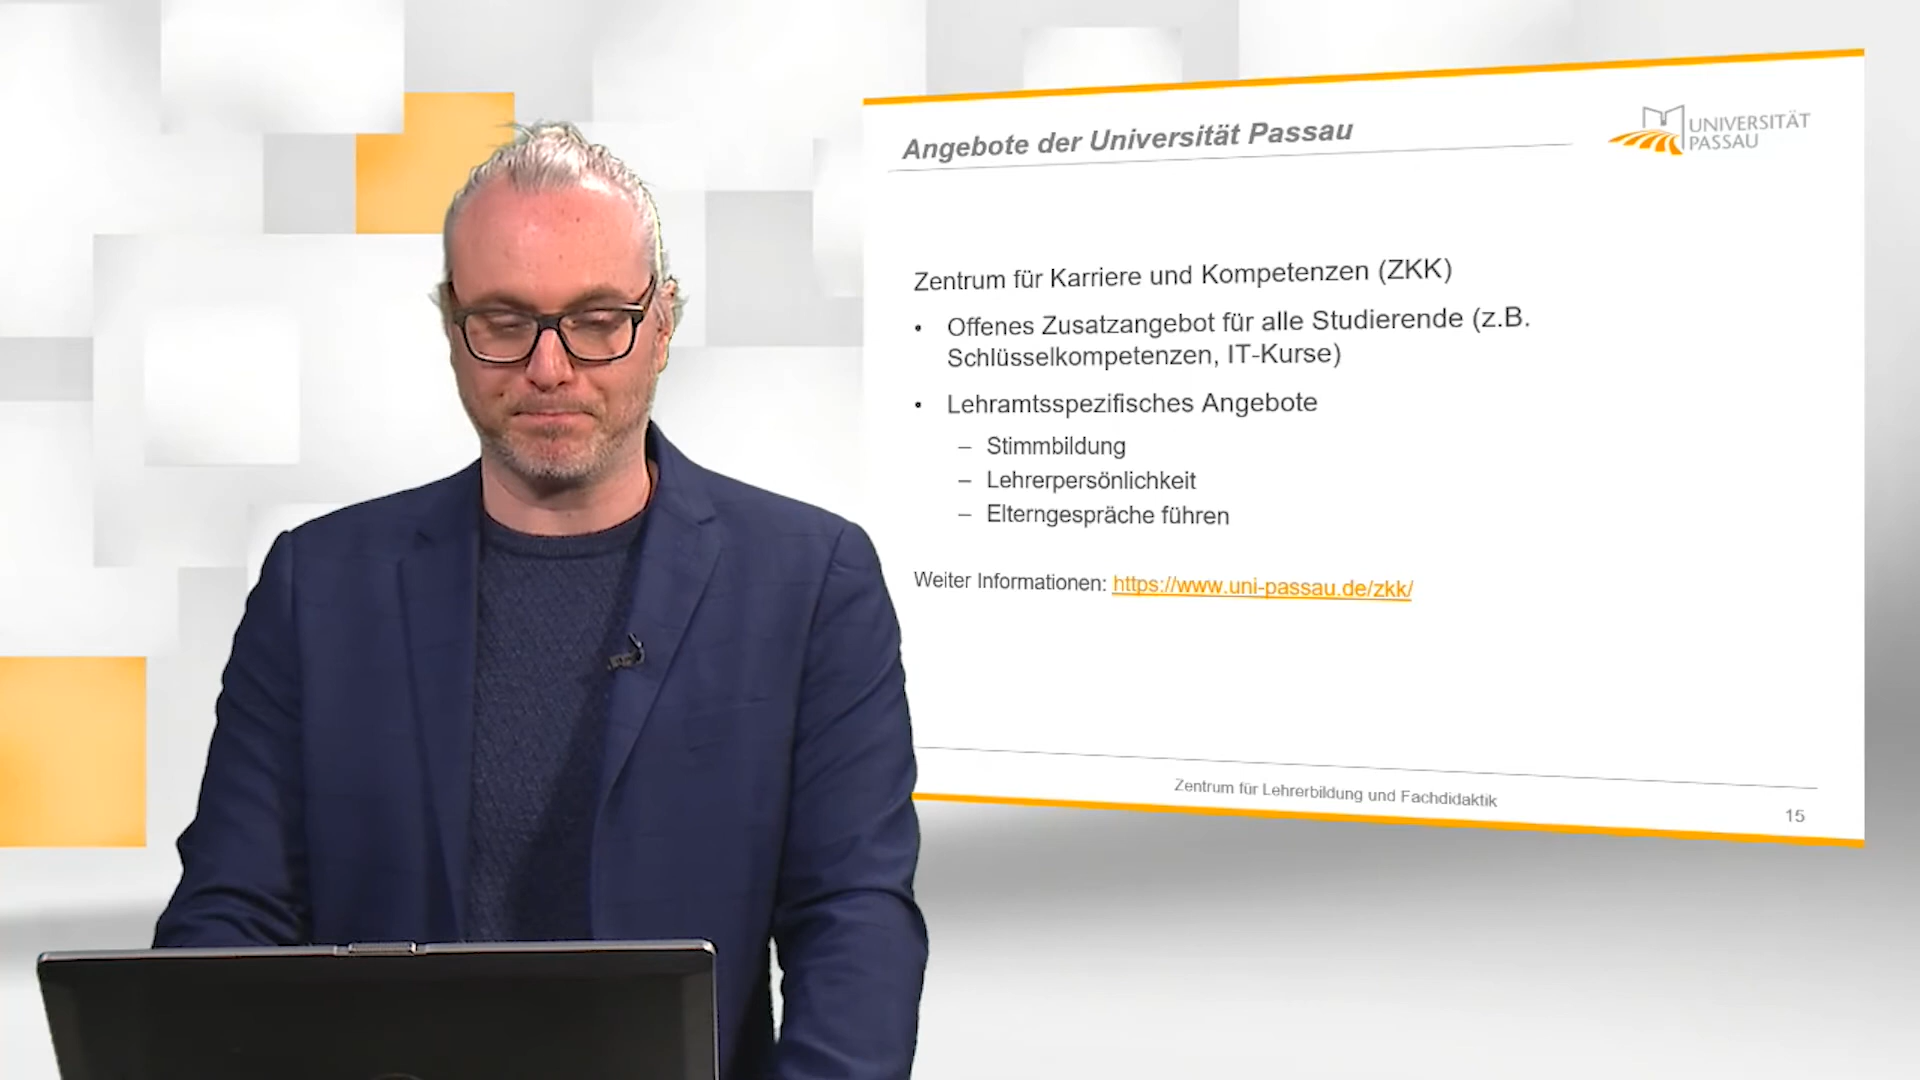 Angebote der Universität Passau
UNIVERSITÄT
PASSAU
Zentrum für Karriere und Kompetenzen (ZKK)
• Offenes Zusatzangebot für alle Studierende (z.B.
Schlüsselkompetenzen, IT-Kurse)
• Lehramtsspezifisches Angebote
– Stimmbildung
– Lehrerpersönlichkeit
– Elterngespräche führen
Weiter Informationen: https://www.uni-passau.de/zkk/
Zentrum für Lehrerbildung und Fachdidaktik
15